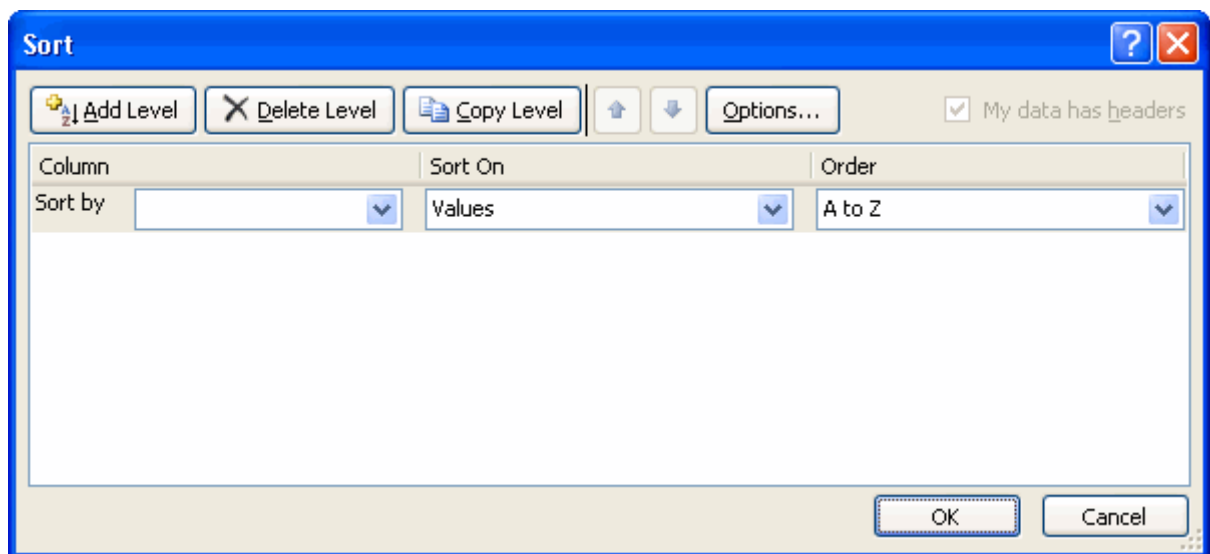 Sort
Add Level Delete Level Copy Level Options... My data has headers
Column Sort On Order
Sort by Values A to Z
OK Cancel